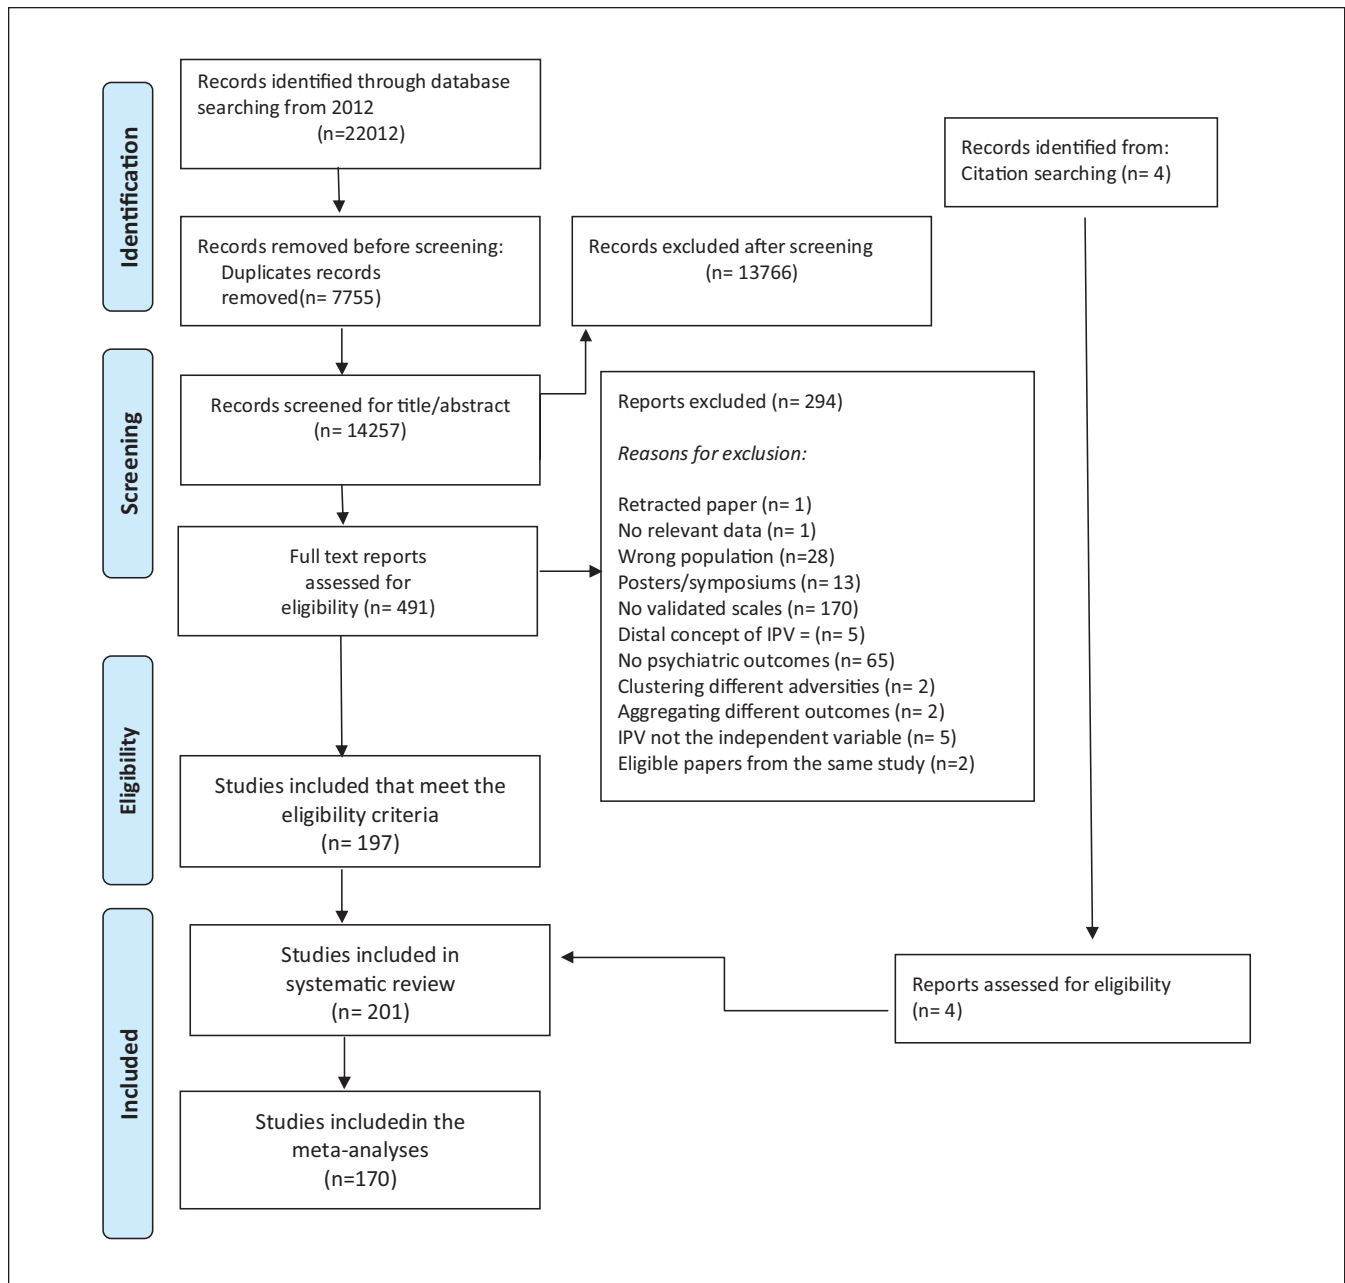 Identification
Records identified through database
searching from 2012
(n=22012)
Records identified from:
Citation searching (n= 4)
Records removed before screening:
Duplicates records
removed(n= 7755)
Records excluded after screening
(n= 13766)
Screening
Records screened for title/abstract
(n= 14257)
Full text reports
assessed for
eligibility (n= 491)
Reports excluded (n= 294)
Reasons for exclusion:
Retracted paper (n= 1)
No relevant data (n= 1)
Wrong population (n=28)
Posters/symposiums (n= 13)
No validated scales (n= 170)
Distal concept of IPV = (n= 5)
No psychiatric outcomes (n= 65)
Clustering different adversities (n= 2)
Aggregating different outcomes (n= 2)
IPV not the independent variable (n= 5)
Eligible papers from the same study (n=2)
Eligibility
Studies included that meet the
eligibility criteria
(n= 197)
Included
Studies included in
systematic review
(n= 201)
Reports assessed for eligibility
(n= 4)
Studies includedin the
meta-analyses
(n=170)